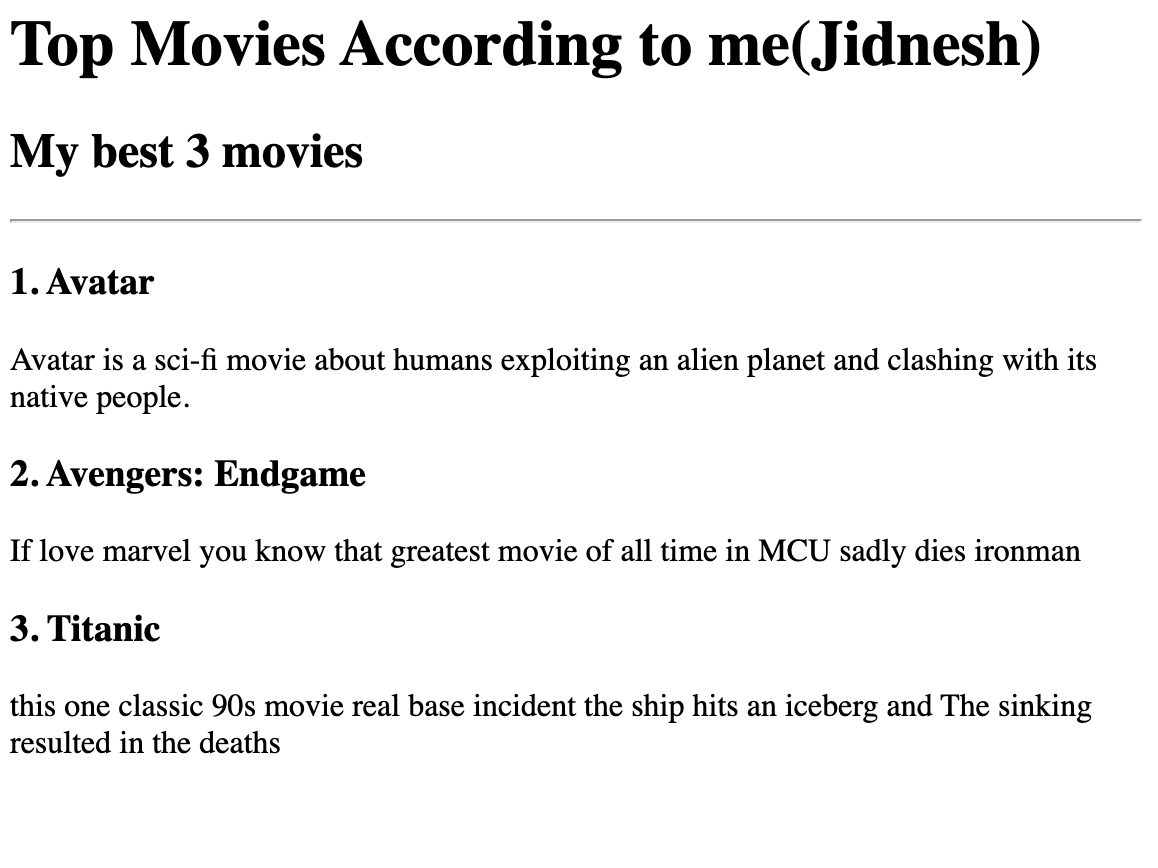 Top Movies According to me(Jidnesh)
My best 3 movies
1. Avatar
Avatar is a sci-fi movie about humans exploiting an alien planet and clashing with its
native people.
2. Avengers: Endgame
If love marvel you know that greatest movie of all time in MCU sadly dies ironman
3. Titanic
this one classic 90s movie real base incident the ship hits an iceberg and The sinking
resulted in the deaths